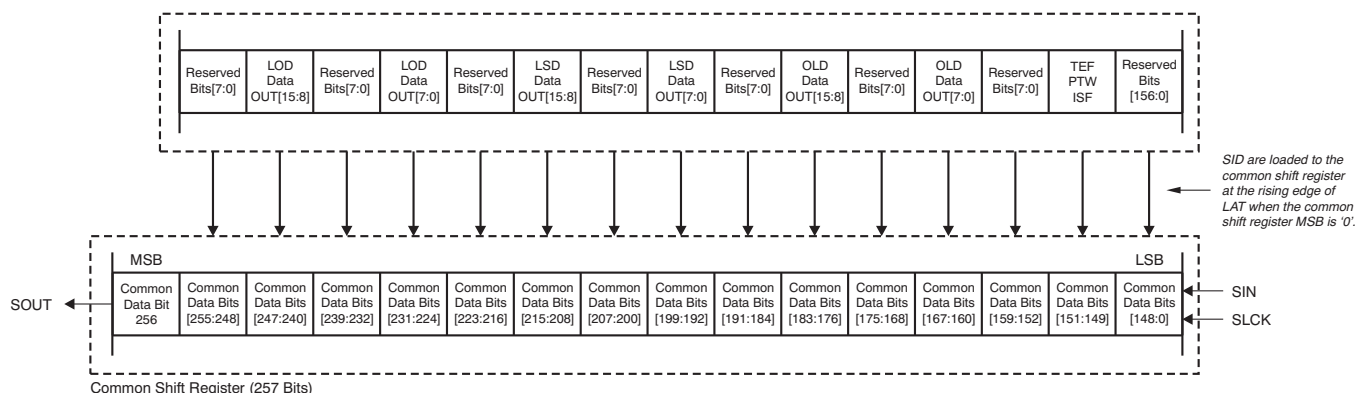 Reserved
Bits[7:0]
LOD
Data
OUT[15:8]
Reserved
Bits[7:0]
LOD
Data
OUT[7:0]
Reserved
Bits[7:0]
LSD
Data
OUT[15:8]
Reserved
Bits[7:0]
LSD
Data
OUT[7:0]
Reserved
Bits[7:0]
OLD
Data
OUT[15:8]
Reserved
Bits[7:0]
OLD
Data
OUT[7:0]
Reserved
Bits[7:0]
TEF
PTW
ISF
Reserved
Bits
[156:0]
SID are loaded to the
common shift register
at the rising edge of
LAT when the common
shift register MSB is '0'.
MSB
LSB
SOUT
Common
Data Bit
256
Common
Data Bits
[255:248]
Common
Data Bits
[247:240]
Common
Data Bits
[239:232]
Common
Data Bits
[231:224]
Common
Data Bits
[223:216]
Common
Data Bits
[215:208]
Common
Data Bits
[207:200]
Common
Data Bits
[199:192]
Common
Data Bits
[191:184]
Common
Data Bits
[183:176]
Common
Data Bits
[175:168]
Common
Data Bits
[167:160]
Common
Data Bits
[159:152]
Common
Data Bits
[151:149]
Common
Data Bits
[148:0]
SIN
SLCK
Common Shift Register (257 Bits)